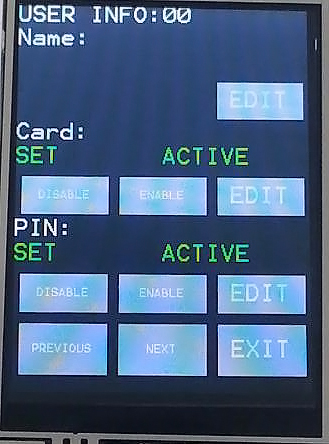 USER INFO:00
Name:
EDIT
Card:
SET ACTIVE
DISABLE ENABLE EDIT
PIN:
SET ACTIVE
DISABLE ENABLE EDIT
PREVIOUS NEXT EXIT